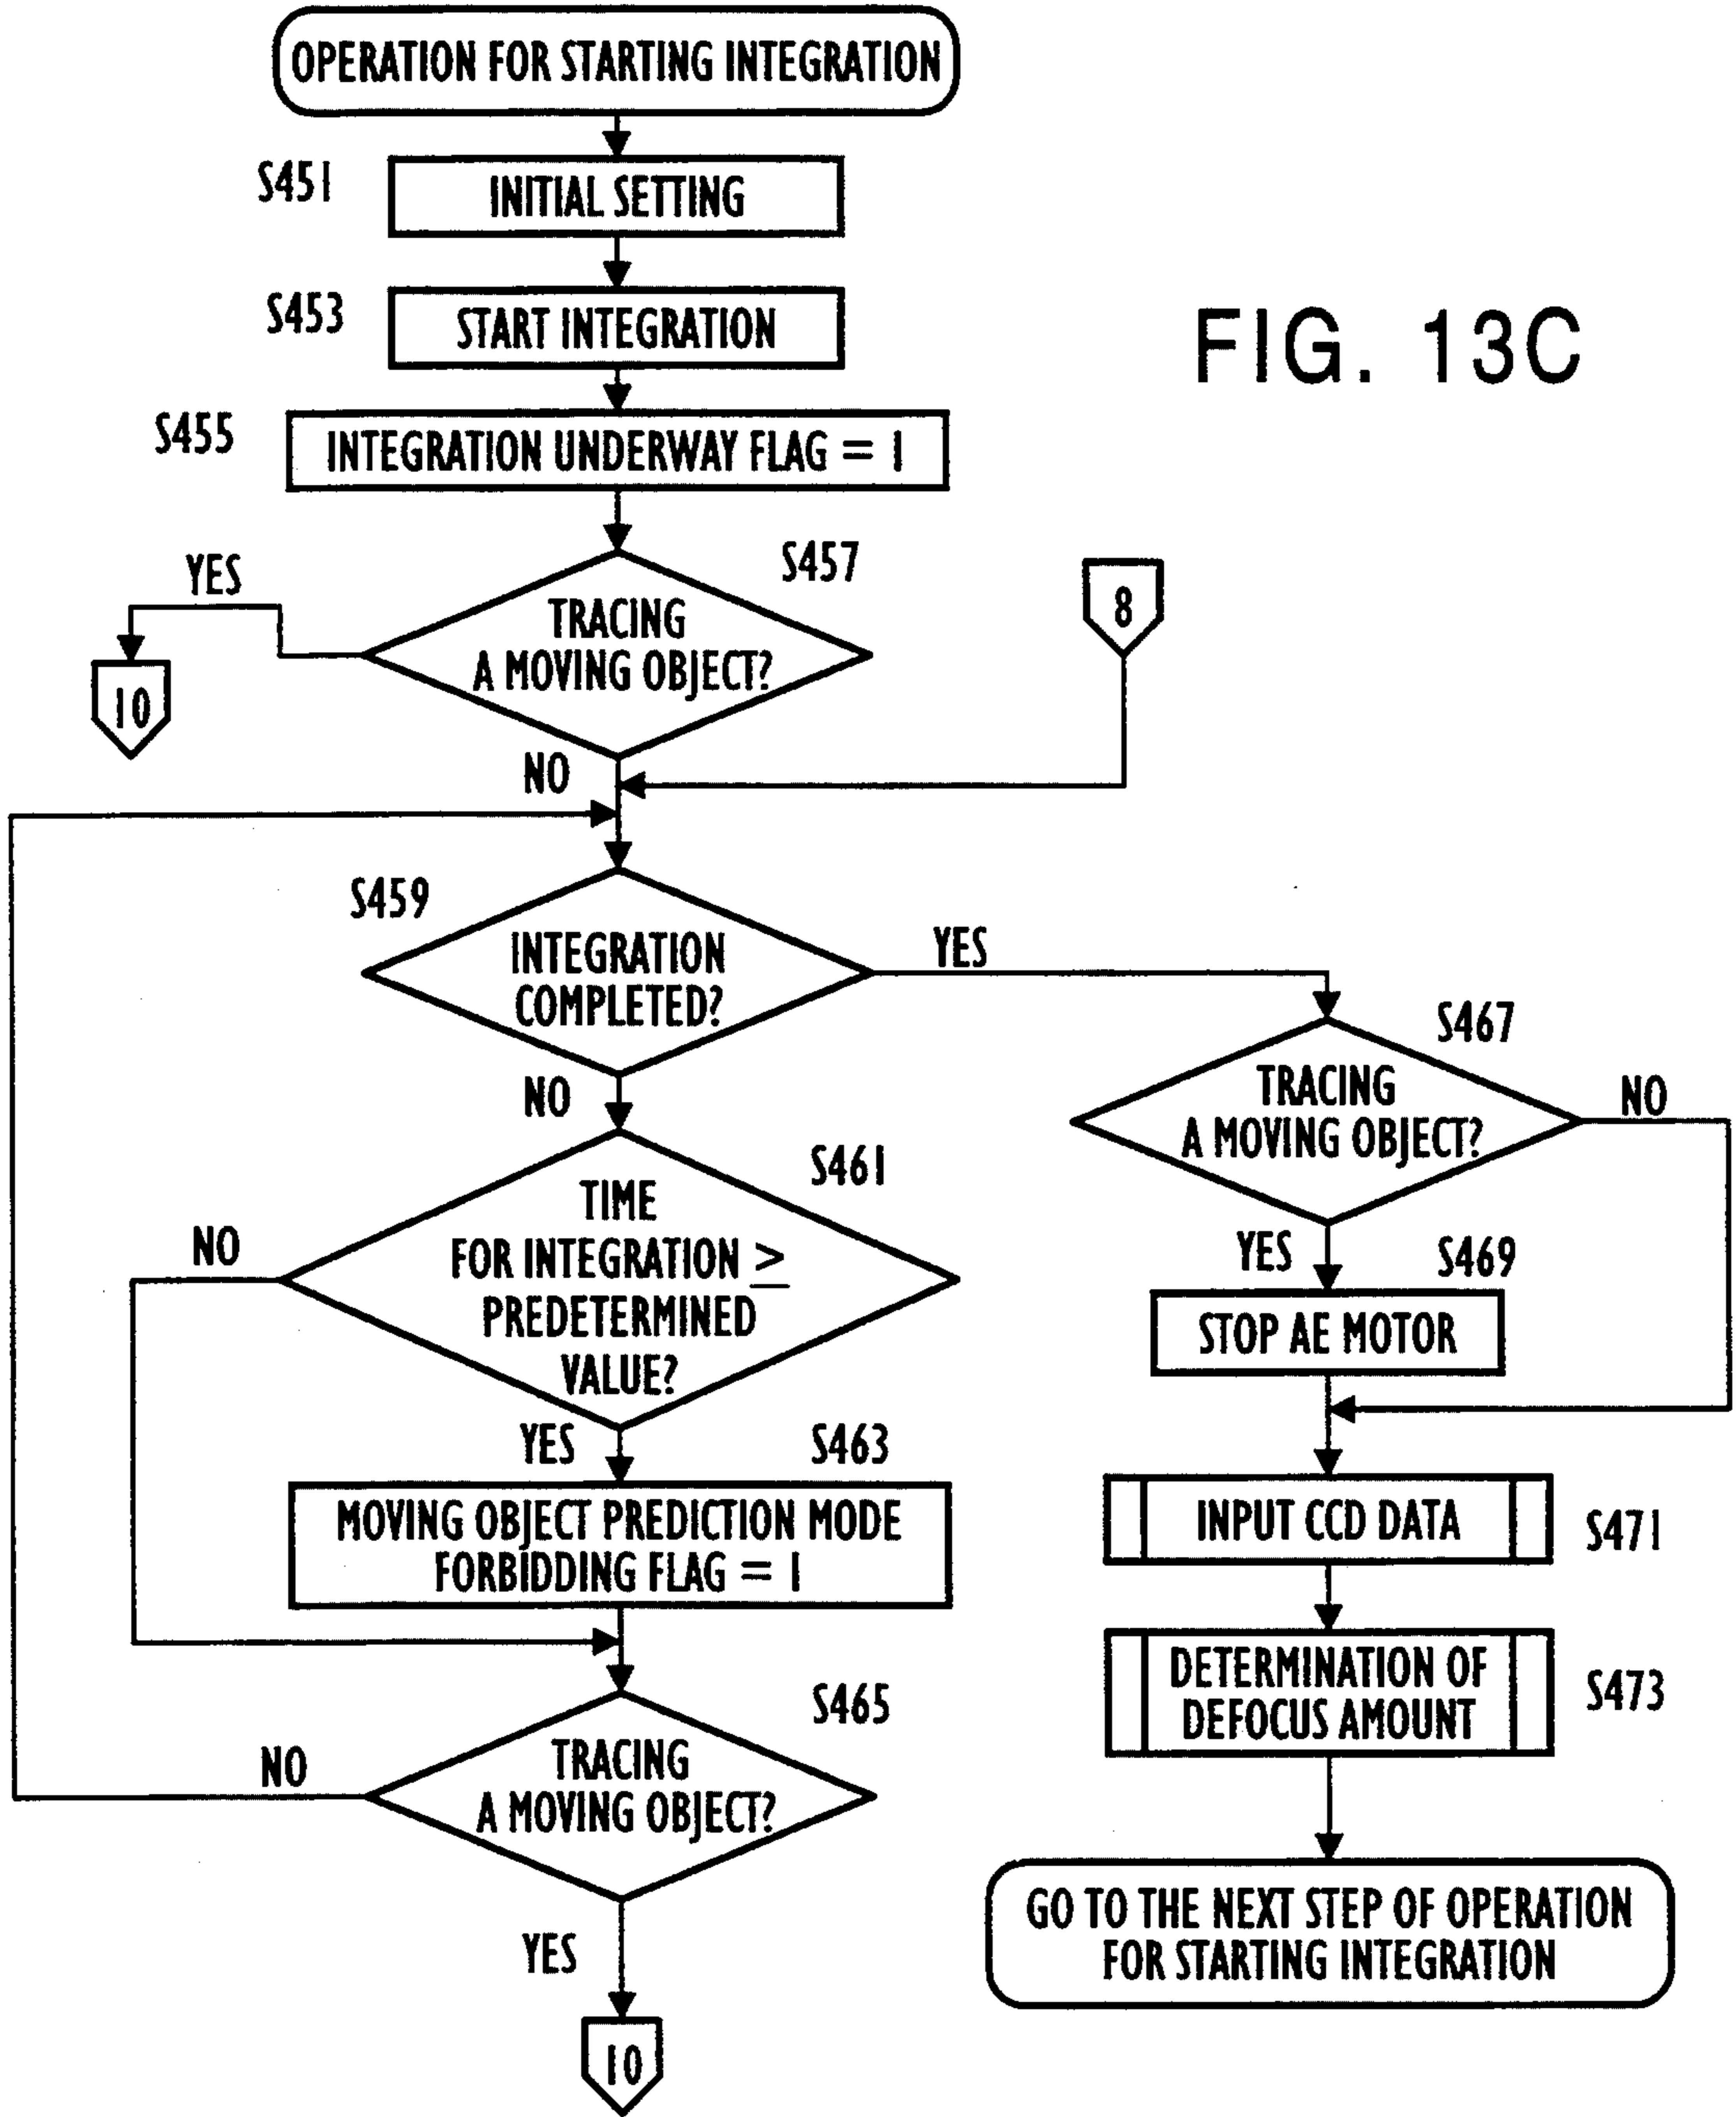 OPERATION FOR STARTING INTEGRATION
S451
INITIAL SETTING
S453
START INTEGRATION
FIG. 13C
S455
INTEGRATION UNDERWAY FLAG = 1
S457
YES
TRACING
A MOVING OBJECT?
8
10
NO
S459
INTEGRATION
COMPLETED?
YES
S467
TRACING
A MOVING OBJECT?
NO
NO
S461
TIME
FOR INTEGRATION ≥
PREDETERMINED
VALUE?
NO
YES
S469
STOP AE MOTOR
YES
S463
MOVING OBJECT PREDICTION MODE
FORBIDDING FLAG = 1
INPUT CCD DATA
S471
S465
TRACING
A MOVING OBJECT?
NO
DETERMINATION OF
DEFOCUS AMOUNT
S473
YES
10
GO TO THE NEXT STEP OF OPERATION
FOR STARTING INTEGRATION